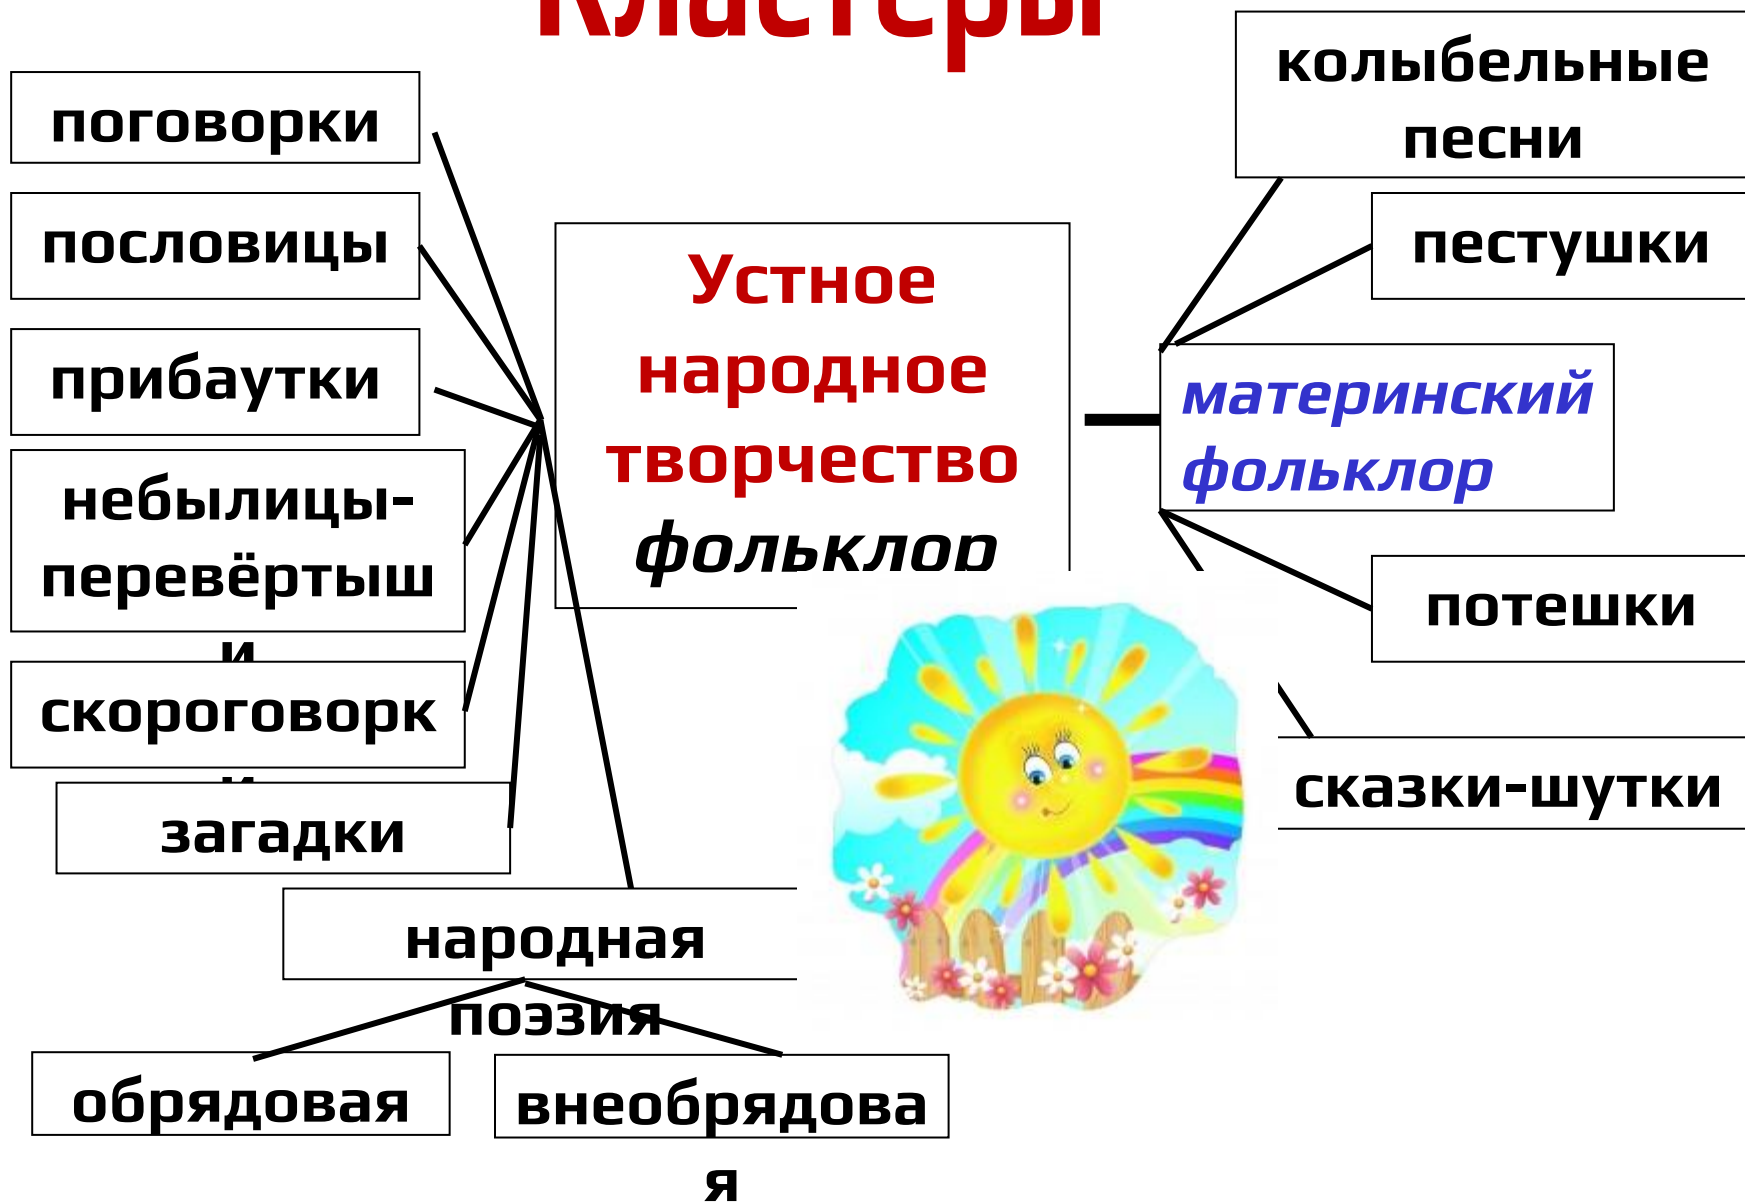 Кластеры
поговорки
пословицы
прибаутки
небылицы-
перевёртыш
и
скороговорк
и
загадки
народная
поэзия
обрядовая
внеобрядова
я
Устное
народное
творчество
фольклор
колыбельные
песни
пестушки
материнский
фольклор
потешки
сказки-шутки